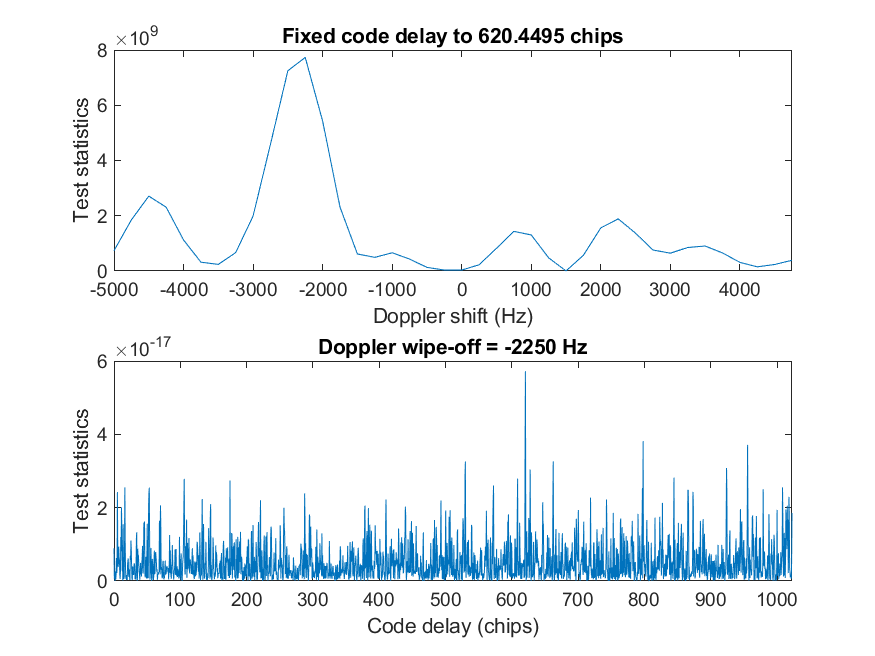 Fixed code delay to 620.4495 chips
×10^9
8
6
4
2
0
Test statistics
-5000 -4000 -3000 -2000 -1000 0 1000 2000 3000 4000
Doppler shift (Hz)
Doppler wipe-off = -2250 Hz
×10^-17
6
4
2
0
Test statistics
0 100 200 300 400 500 600 700 800 900 1000
Code delay (chips)